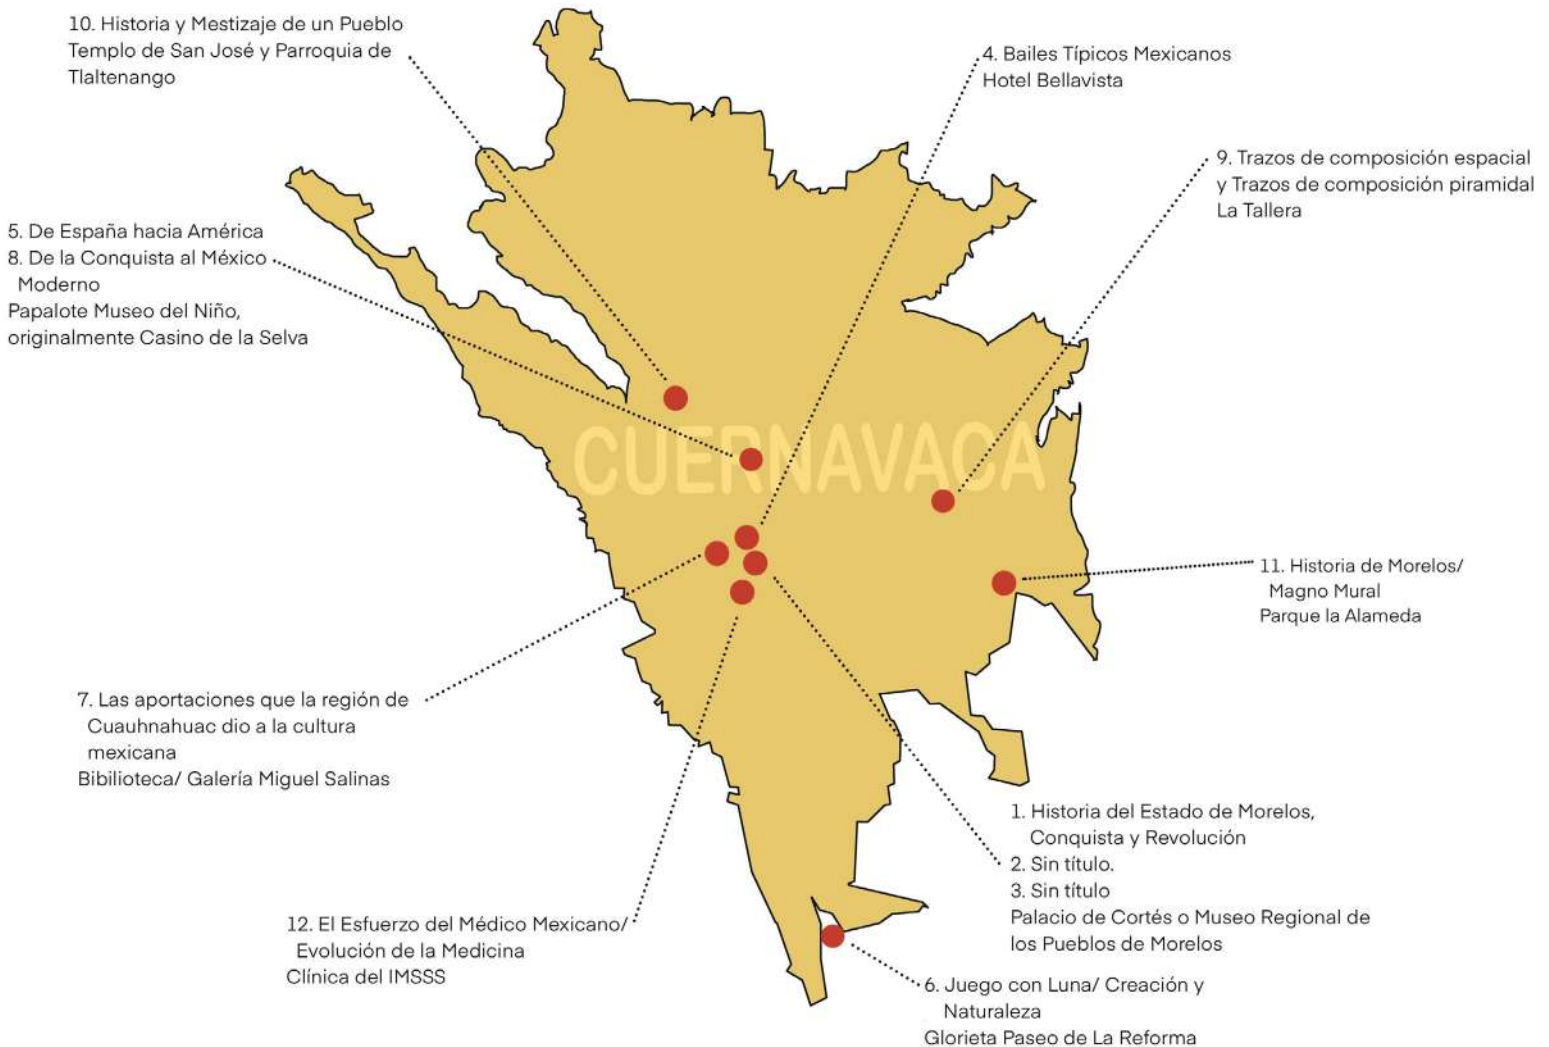 10. Historia y Mestizaje de un Pueblo
Templo de San José y Parroquia de
Tlaltenango
4. Bailes Típicos Mexicanos
Hotel Bellavista
9. Trazos de composición espacial
y Trazos de composición piramidal
La Tallera
5. De España hacia América
8. De la Conquista al México
Moderno
Papalote Museo del Niño,
originalmente Casino de la Selva
CUERNAVACA
11. Historia de Morelos/
Magno Mural
Parque la Alameda
7. Las aportaciones que la región de
Cuauhnahuac dio a la cultura
mexicana
Bibilioteca/ Galería Miguel Salinas
1. Historia del Estado de Morelos,
Conquista y Revolución
2. Sin título.
3. Sin título
Palacio de Cortés o Museo Regional de
los Pueblos de Morelos
12. El Esfuerzo del Médico Mexicano/
Evolución de la Medicina
Clínica del IMSSS
6. Juego con Luna/ Creación y
Naturaleza
Glorieta Paseo de La Reforma